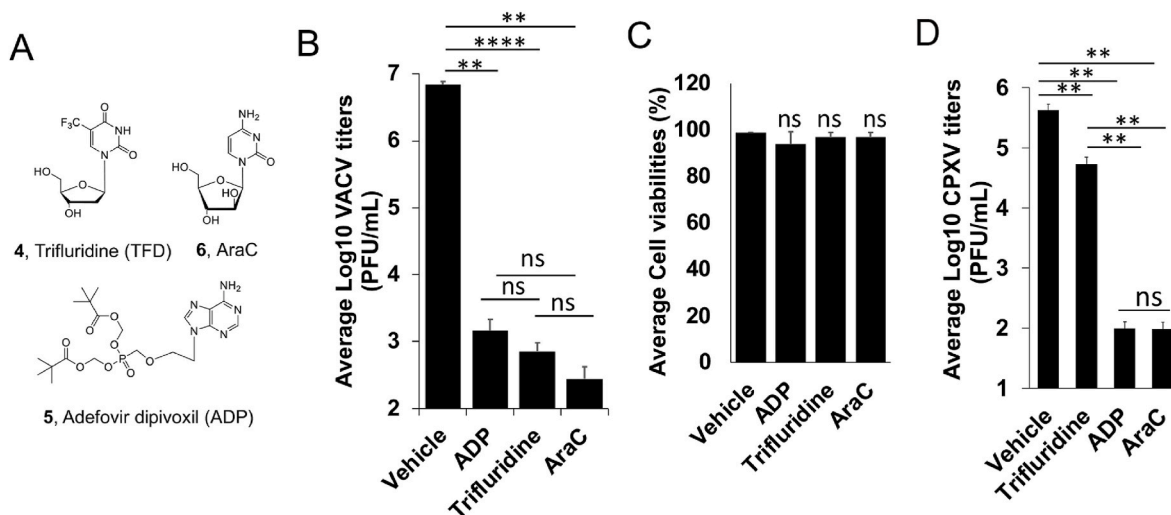 A
F3C
O
NH
N
O
HO
O
OH
4, Trifluridine (TFD)
NH2
N
N
O
HO
O
HO
OH
6, AraC
NH2
N
N
N
N
O
O
O
O
O
P
O
O
O
5, Adefovir dipivoxil (ADP)
B
**
****
**
ns
ns
ns
Average Log10 VACV titers
(PFU/mL)
7
6
5
4
3
2
Vehicle
ADP
Trifluridine
AraC
C
Average Cell viabilities (%)
120
100
80
60
40
20
0
ns
ns
ns
Vehicle
ADP
Trifluridine
AraC
D
**
**
**
**
**
ns
Average Log10 CPXV titers
(PFU/mL)
6
5
4
3
2
1
Vehicle
Trifluridine
ADP
AraC